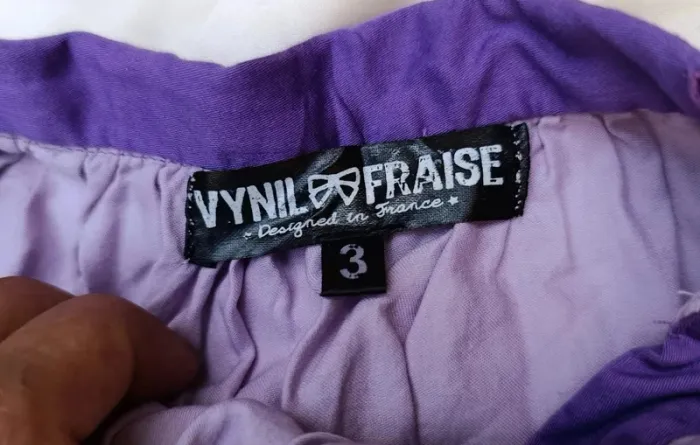 VYNIL FRAISE
~ Designed in France ★
3